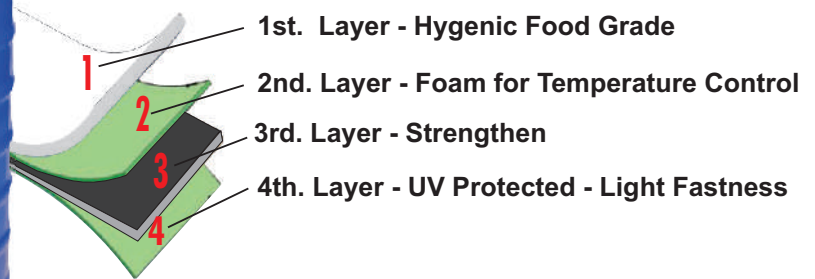 1st. Layer - Hygenic Food Grade
2nd. Layer - Foam for Temperature Control
3rd. Layer - Strengthen
4th. Layer - UV Protected - Light Fastness
1
2
3
4